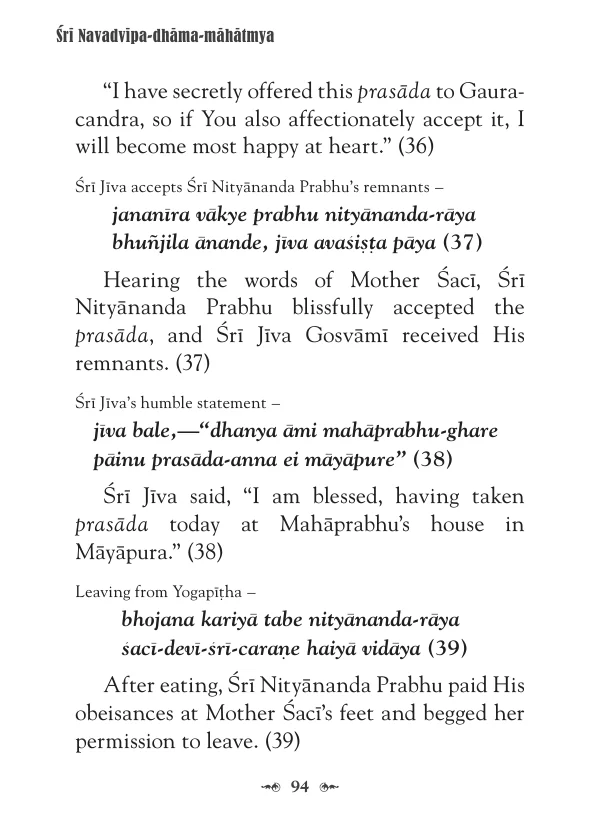 Śrī Navadvīpa-dhāma-māhātmya
“I have secretly offered this prasāda to Gaura-
candra, so if You also affectionately accept it, I
will become most happy at heart.” (36)
Śrī Jīva accepts Śrī Nityānanda Prabhu’s remnants –
jananīra vākye prabhu nityānanda-rāya
bhuñjila ānande, jīva avaśiṣṭa pāya (37)
Hearing the words of Mother Śacī, Śrī
Nityānanda Prabhu blissfully accepted the
prasāda, and Śrī Jīva Gosvāmī received His
remnants. (37)
Śrī Jīva’s humble statement –
jīva bale,—“dhanya āmi mahāprabhu-ghare
pāinu prasāda-anna ei māyāpure” (38)
Śrī Jīva said, “I am blessed, having taken
prasāda today at Mahāprabhu’s house in
Māyāpura.” (38)
Leaving from Yogapīṭha –
bhojana kariyā tabe nityānanda-rāya
śacī-devī-śrī-caraṇe haiyā vidāya (39)
After eating, Śrī Nityānanda Prabhu paid His
obeisances at Mother Śacī’s feet and begged her
permission to leave. (39)
94